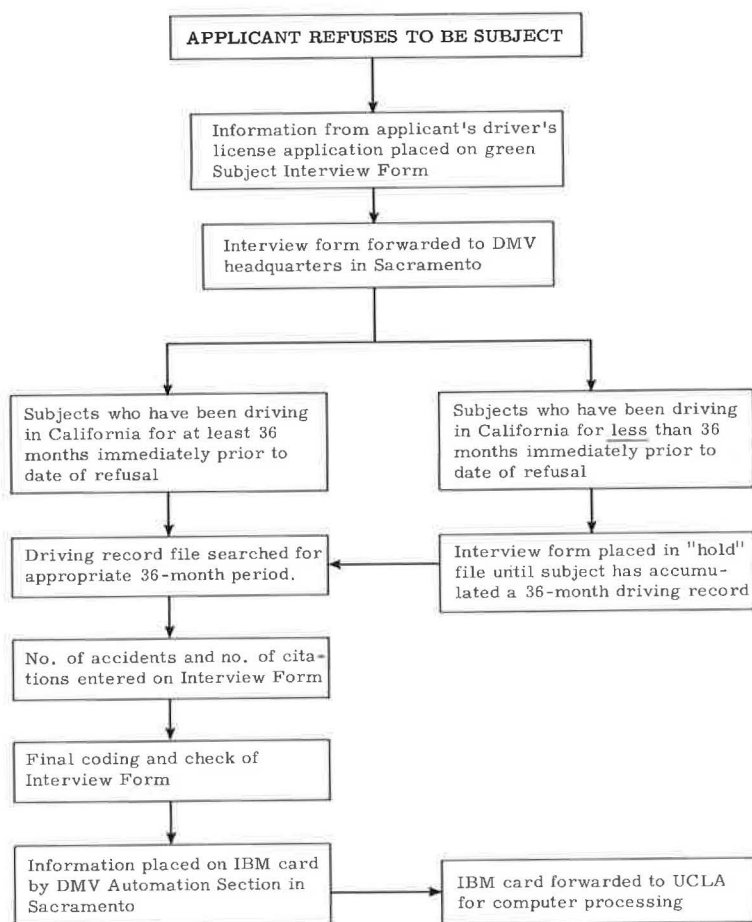 APPLICANT REFUSES TO BE SUBJECT
Information from applicant's driver's
license application placed on green
Subject Interview Form
Interview form forwarded to DMV
headquarters in Sacramento
Subjects who have been driving
in California for at least 36
months immediately prior to
date of refusal
Subjects who have been driving
in California for less than 36
months immediately prior to
date of refusal
Driving record file searched for
appropriate 36-month period.
Interview form placed in "hold"
file until subject has accumu-
lated a 36-month driving record
No. of accidents and no. of cita-
tions entered on Interview Form
Final coding and check of
Interview Form
Information placed on IBM card
by DMV Automation Section in
Sacramento
IBM card forwarded to UCLA
for computer processing